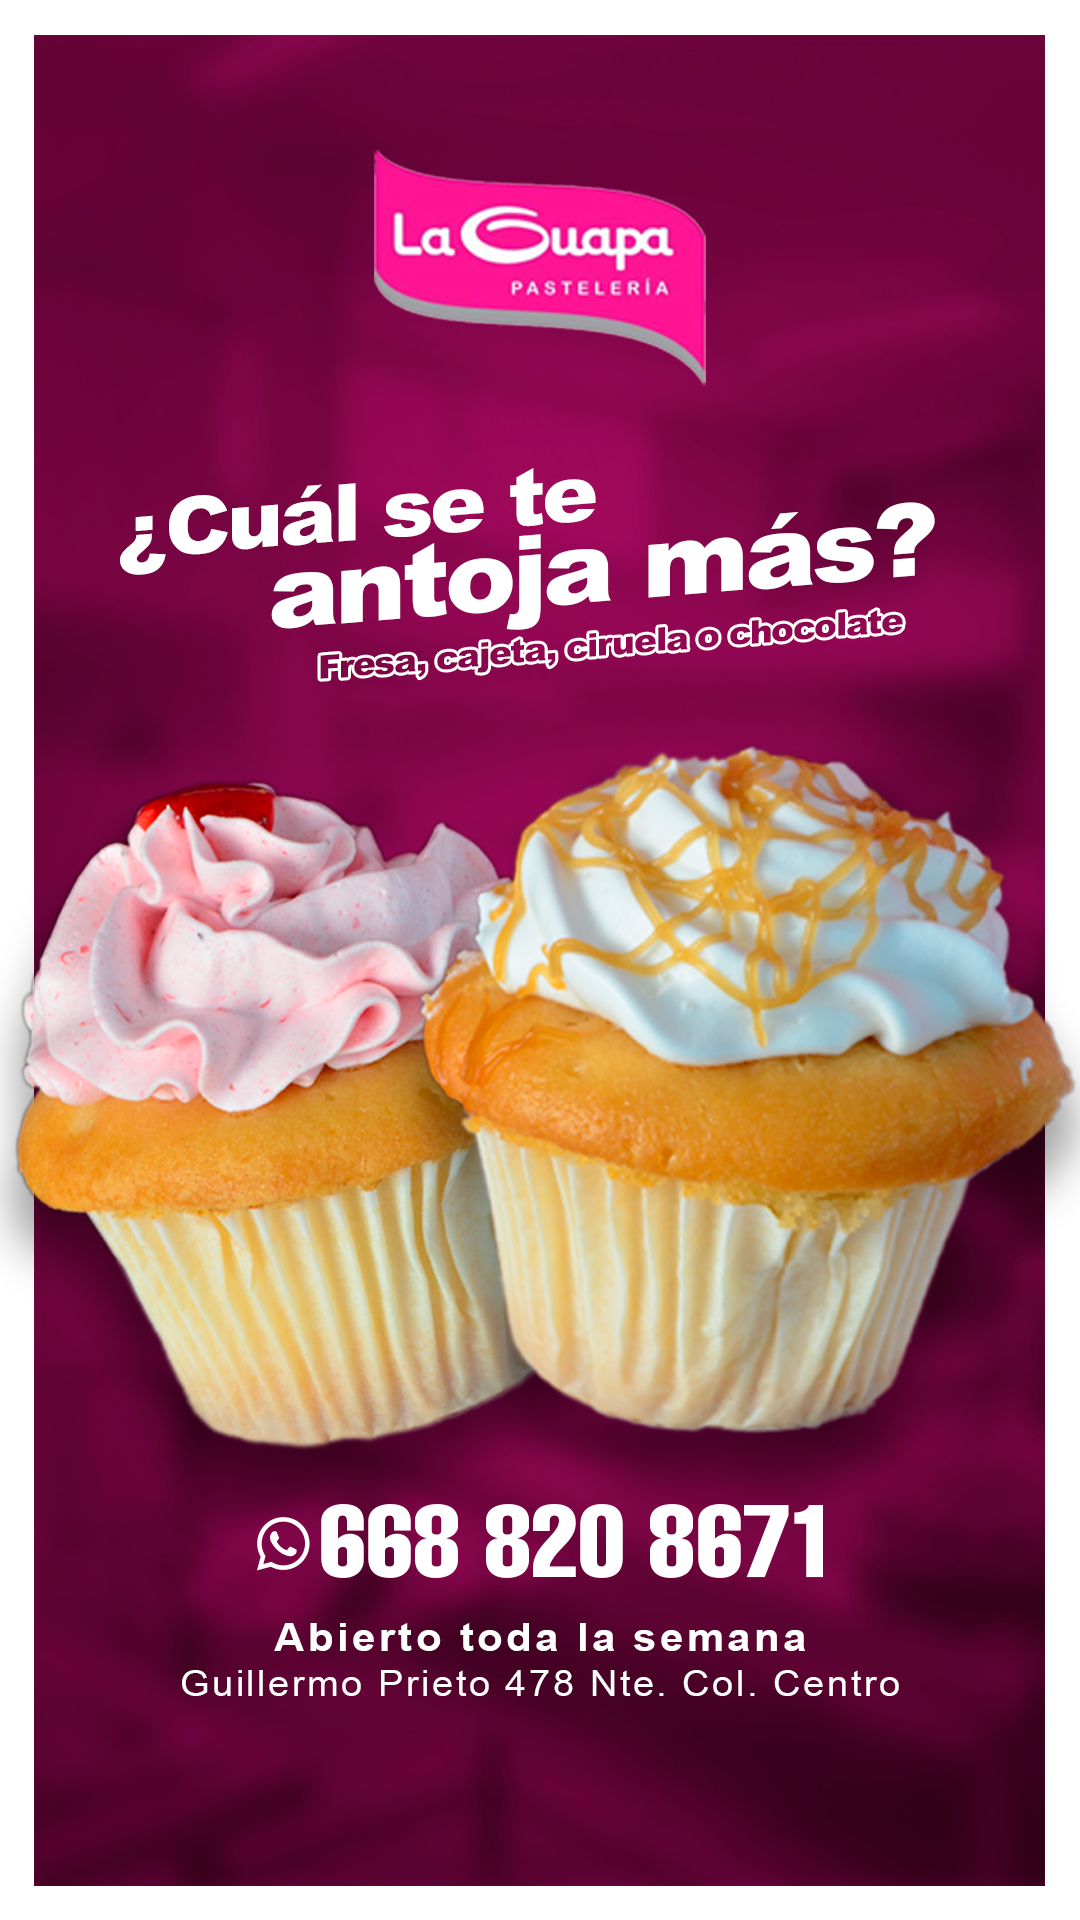 La Guapa
PASTELERÍA
¿Cuál se te
antoja más?
Fresa, cajeta, ciruela o chocolate
668 820 8671
Abierto toda la semana
Guillermo Prieto 478 Nte. Col. Centro